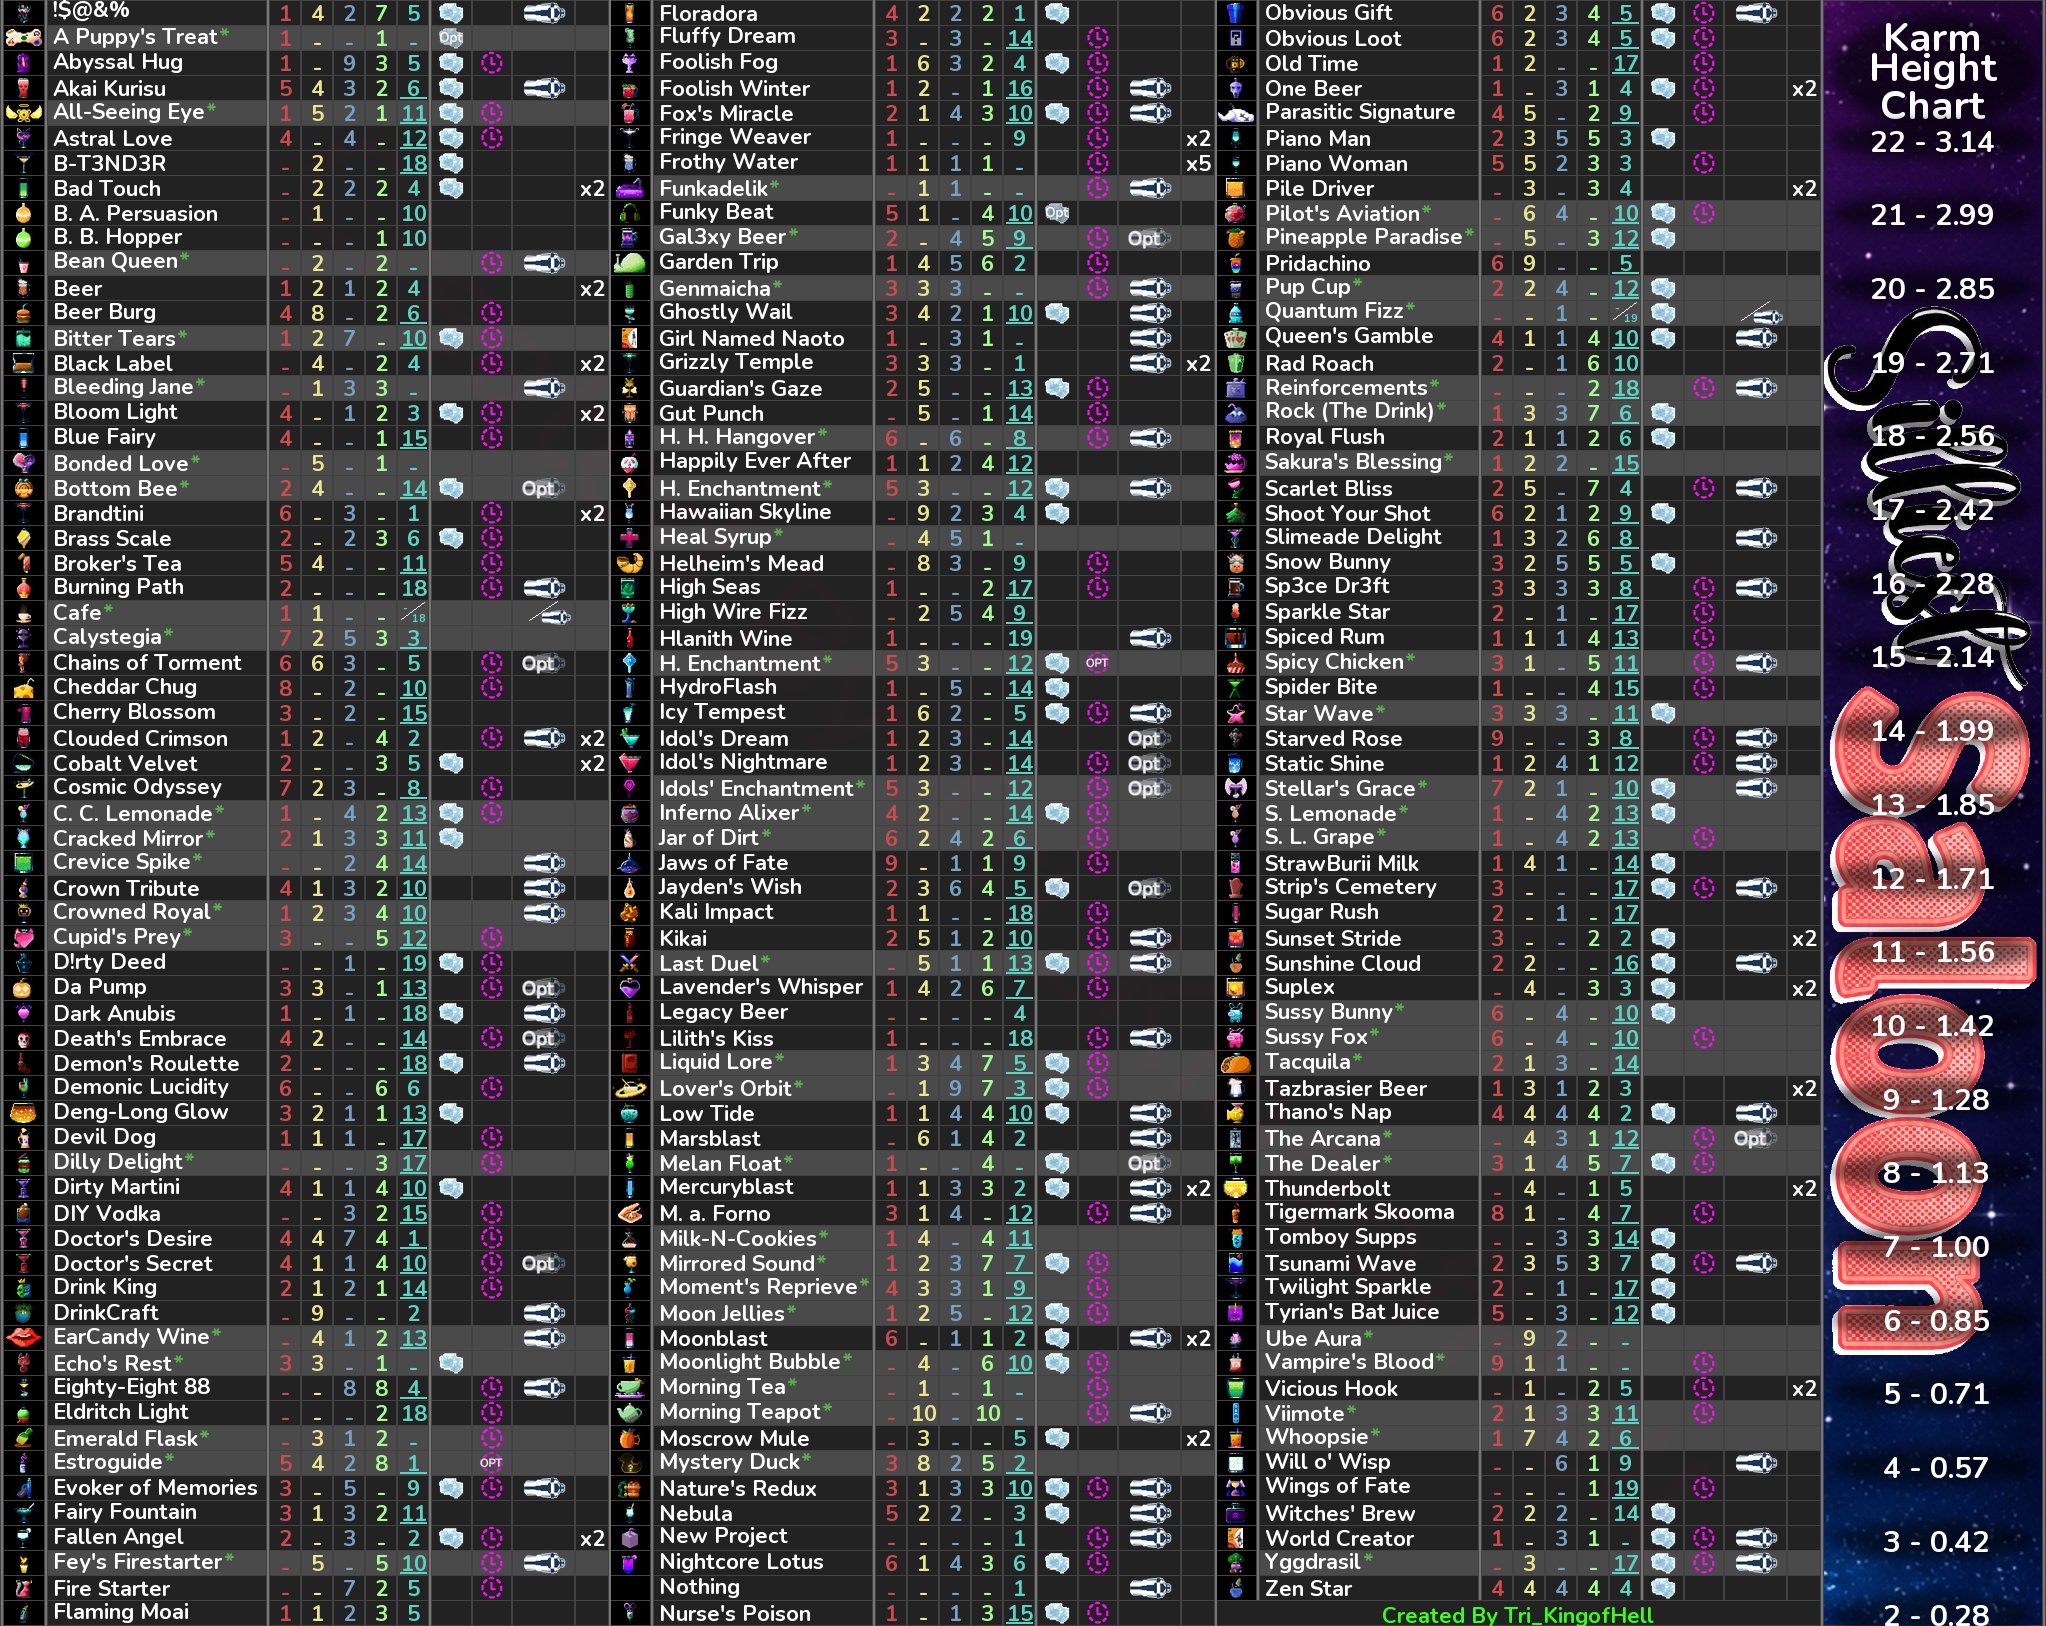 !$@&% 1 4 2 7 5
A Puppy's Treat* 1 - - 1 - Opt
Abyssal Hug 1 - 9 3 5
Akai Kurisu 5 4 3 2 6
All-Seeing Eye* 1 5 2 1 11
Astral Love 4 - 4 - 12
B-T3ND3R - 2 - - 18
Bad Touch - 2 2 2 4 x2
B. A. Persuasion - 1 - - 10
B. B. Hopper - - - 1 10
Bean Queen* - 2 - 2 -
Beer 1 2 1 2 4 x2
Beer Burg 4 8 - 2 6
Bitter Tears* 1 2 7 - 10
Black Label - 4 - 2 4 x2
Bleeding Jane* - 1 3 3 -
Bloom Light 4 - 1 2 3 x2
Blue Fairy 4 - - 1 15
Bonded Love* - 5 - 1 -
Bottom Bee* 2 4 - - 14 Opt
Brandtini 6 - 3 - 1 x2
Brass Scale 2 - 2 3 6
Broker's Tea 5 4 - - 11
Burning Path 2 - - - 18
Cafe* 1 1 - - -/18
Calystegia* 7 2 5 3 3
Chains of Torment 6 6 3 - 5 Opt
Cheddar Chug 8 - 2 - 10
Cherry Blossom 3 - 2 - 15
Clouded Crimson 1 2 - 4 2 x2
Cobalt Velvet 2 - - 3 5 x2
Cosmic Odyssey 7 2 3 - 8
C. C. Lemonade* 1 - 4 2 13
Cracked Mirror* 2 1 3 3 11
Crevice Spike* - - 2 4 14
Crown Tribute 4 1 3 2 10
Crowned Royal* 1 2 3 4 10
Cupid's Prey* 3 - - 5 12
D!rty Deed - - 1 - 19
Da Pump 3 3 - 1 13 Opt
Dark Anubis 1 - 1 - 18
Death's Embrace 4 2 - - 14 Opt
Demon's Roulette 2 - - - 18
Demonic Lucidity 6 - - 6 6
Deng-Long Glow 3 2 1 1 13
Devil Dog 1 1 1 - 17
Dilly Delight* - - - 3 17
Dirty Martini 4 1 1 4 10
DIY Vodka - - 3 2 15
Doctor's Desire 4 4 7 4 1
Doctor's Secret 4 1 1 4 10 Opt
Drink King 2 1 2 1 14
DrinkCraft - 9 - - 2
EarCandy Wine* - 4 1 2 13
Echo's Rest* 3 3 - 1 -
Eighty-Eight 88 - - 8 8 4
Eldritch Light - - - 2 18
Emerald Flask* - 3 1 2 -
Estroguide* 5 4 2 8 1 OPT
Evoker of Memories 3 - 5 - 9
Fairy Fountain 3 1 3 2 11
Fallen Angel 2 - 3 - 2 x2
Fey's Firestarter* - 5 - 5 10
Fire Starter - - 7 2 5
Flaming Moai 1 1 2 3 5
Floradora 4 2 2 2 1
Fluffy Dream 3 - 3 - 14
Foolish Fog 1 6 3 2 4
Foolish Winter 1 2 - 1 16
Fox's Miracle 2 1 4 3 10
Fringe Weaver 1 - - - 9 x2
Frothy Water 1 1 1 1 - x5
Funkadelik* - 1 1 - -
Funky Beat 5 1 - 4 10 Opt
Gal3xy Beer* 2 - 4 5 9 Opt
Garden Trip 1 4 5 6 2
Genmaicha* 3 3 3 - -
Ghostly Wail 3 4 2 1 10
Girl Named Naoto 1 - 3 1 -
Grizzly Temple 3 3 3 - 1 x2
Guardian's Gaze 2 5 - - 13
Gut Punch - 5 - 1 14
H. H. Hangover* 6 - 6 - 8
Happily Ever After 1 1 2 4 12
H. Enchantment* 5 3 - - 12
Hawaiian Skyline - 9 2 3 4
Heal Syrup* - 4 5 1 -
Helheim's Mead - 8 3 - 9
High Seas 1 - - 2 17
High Wire Fizz - 2 5 4 9
Hlanith Wine 1 - - - 19
H. Enchantment* 5 3 - - 12 OPT
HydroFlash 1 - 5 - 14
Icy Tempest 1 6 2 - 5
Idol's Dream 1 2 3 - 14 Opt
Idol's Nightmare 1 2 3 - 14 Opt
Idols' Enchantment* 5 3 - - 12 Opt
Inferno Alixer* 4 2 - - 14
Jar of Dirt* 6 2 4 2 6
Jaws of Fate 9 - 1 1 9
Jayden's Wish 2 3 6 4 5 Opt
Kali Impact 1 1 - - 18
Kikai 2 5 1 2 10
Last Duel* - 5 1 1 13
Lavender's Whisper 1 4 2 6 7
Legacy Beer - - - - 4
Lilith's Kiss 1 - - - 18
Liquid Lore* 1 3 4 7 5
Lover's Orbit* - 1 9 7 3
Low Tide 1 1 4 4 10
Marsblast - 6 1 4 2
Melan Float* 1 - - 4 - Opt
Mercuryblast 1 1 3 3 2 x2
M. a. Forno 3 1 4 - 12
Milk-N-Cookies* 1 4 - 4 11
Mirrored Sound* 1 2 3 7 7
Moment's Reprieve* 4 3 3 1 9
Moon Jellies* 1 2 5 - 12
Moonblast 6 - 1 1 2 x2
Moonlight Bubble* - 4 - 6 10
Morning Tea* - 1 - 1 -
Morning Teapot* - 10 - 10 -
Moscrow Mule - 3 - - 5 x2
Mystery Duck* 3 8 2 5 2
Nature's Redux 3 1 3 3 10
Nebula 5 2 2 - 3
New Project - - - - 1
Nightcore Lotus 6 1 4 3 6
Nothing - - - - 1
Nurse's Poison 1 - 1 3 15
Obvious Gift 6 2 3 4 5
Obvious Loot 6 2 3 4 5
Old Time 1 2 - - 17
One Beer 1 - 3 1 4 x2
Parasitic Signature 4 5 - 2 9
Piano Man 2 3 5 5 3
Piano Woman 5 5 2 3 3
Pile Driver - 3 - 3 4 x2
Pilot's Aviation* - 6 4 - 10
Pineapple Paradise* - 5 - 3 12
Pridachino 6 9 - - 5
Pup Cup* 2 2 4 - 12
Quantum Fizz* - - 1 - /19
Queen's Gamble 4 1 1 4 10
Rad Roach 2 - 1 6 10
Reinforcements* - - - 2 18
Rock (The Drink)* 1 3 3 7 6
Royal Flush 2 1 1 2 6
Sakura's Blessing* 1 2 2 - 15
Scarlet Bliss 2 5 - 7 4
Shoot Your Shot 6 2 1 2 9
Slimeade Delight 1 3 2 6 8
Snow Bunny 3 2 5 5 5
Sp3ce Dr3ft 3 3 3 3 8
Sparkle Star 2 - 1 - 17
Spiced Rum 1 1 1 4 13
Spicy Chicken* 3 1 - 5 11
Spider Bite 1 - - 4 15
Star Wave* 3 3 3 - 11
Starved Rose 9 - - 3 8
Static Shine 1 2 4 1 12
Stellar's Grace* 7 2 1 - 10
S. Lemonade* 1 - 4 2 13
S. L. Grape* 1 - 4 2 13
StrawBurii Milk 1 4 1 - 14
Strip's Cemetery 3 - - - 17
Sugar Rush 2 - 1 - 17
Sunset Stride 3 - - 2 2 x2
Sunshine Cloud 2 2 - - 16
Suplex - 4 - 3 3 x2
Sussy Bunny* 6 - 4 - 10
Sussy Fox* 6 - 4 - 10
Tacquila* 2 1 3 - 14
Tazbrasier Beer 1 3 1 2 3 x2
Thano's Nap 4 4 4 4 2
The Arcana* - 4 3 1 12 Opt
The Dealer* 3 1 4 5 7
Thunderbolt - 4 - 1 5 x2
Tigermark Skooma 8 1 - 4 7
Tomboy Supps - - 3 3 14
Tsunami Wave 2 3 5 3 7
Twilight Sparkle 2 - 1 - 17
Tyrian's Bat Juice 5 - 3 - 12
Ube Aura* - 9 2 - -
Vampire's Blood* 9 1 1 - -
Vicious Hook - 1 - 2 5 x2
Viimote* 2 1 3 3 11
Whoopsie* 1 7 4 2 6
Will o' Wisp - - 6 1 9
Wings of Fate - - - 1 19
Witches' Brew 2 2 2 - 14
World Creator 1 - 3 1 -
Yggdrasil* - 3 - - 17
Zen Star 4 4 4 4 4
Created By Tri_KingofHell
Karm
Height
Chart
22 - 3.14
21 - 2.99
20 - 2.85
19 - 2.71
18 - 2.56
17 - 2.42
16 - 2.28
15 - 2.14
14 - 1.99
13 - 1.85
12 - 1.71
11 - 1.56
10 - 1.42
9 - 1.28
8 - 1.13
7 - 1.00
6 - 0.85
5 - 0.71
4 - 0.57
3 - 0.42
2 - 0.28
Silkest
Saloon